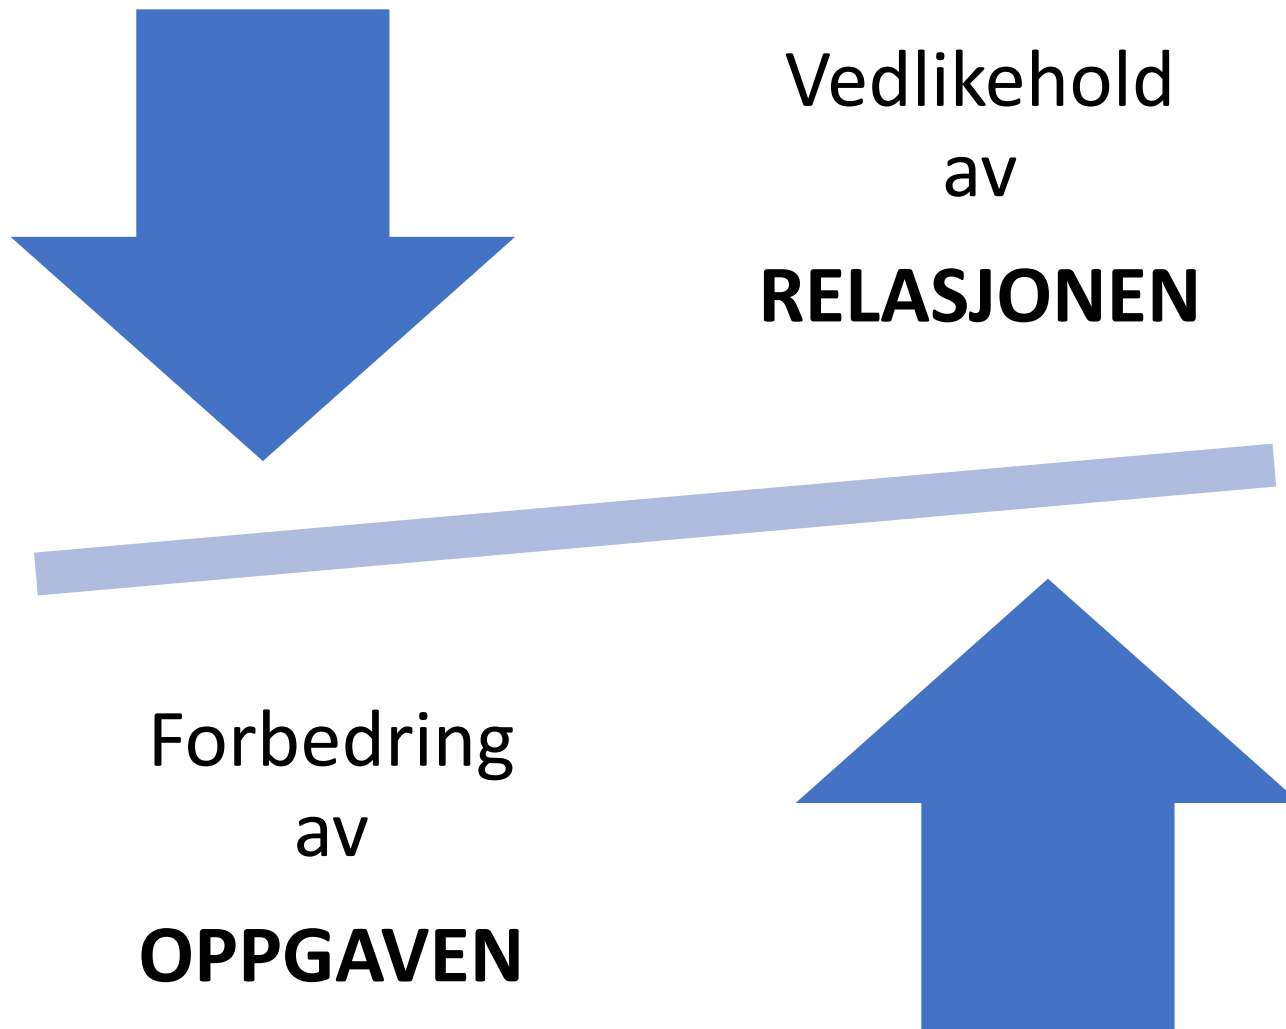 Vedlikehold
av
RELASJONEN
Forbedring
av
OPPGAVEN